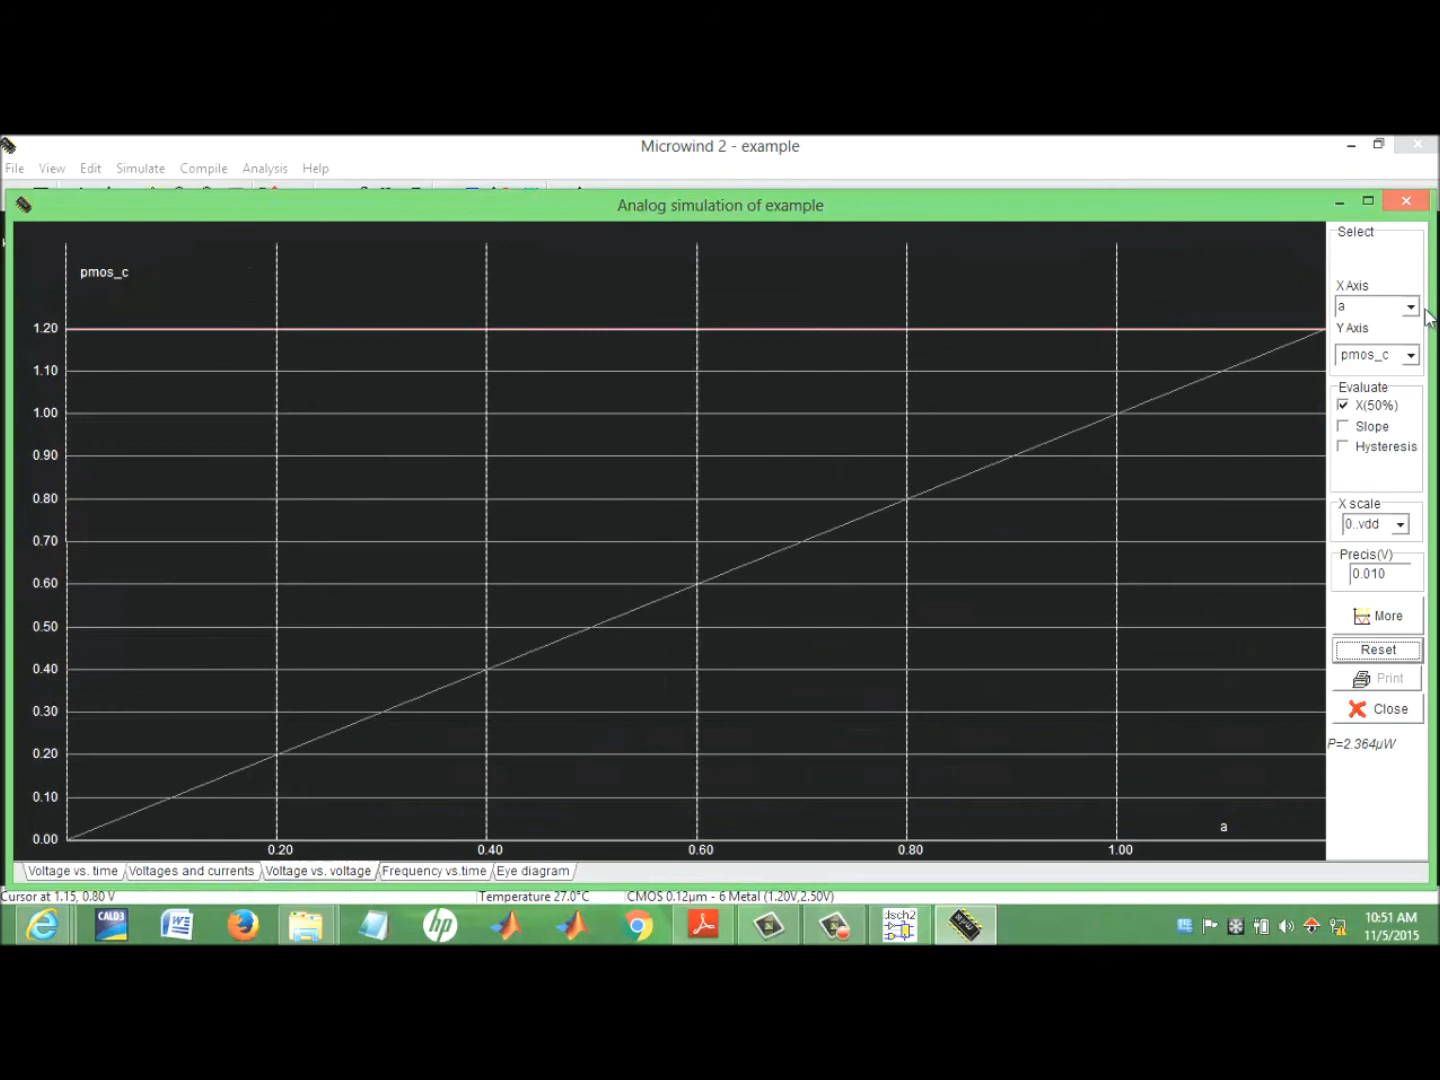 Microwind 2 - example
File View Edit Simulate Compile Analysis Help
Analog simulation of example
Select
pmos_c
X Axis
a
Y Axis
pmos_c
Evaluate
X(50%)
Slope
Hysteresis
X scale
0..vdd
Precis(V)
0.010
More
Reset
Print
Close
P=2.364µW
1.20
1.10
1.00
0.90
0.80
0.70
0.60
0.50
0.40
0.30
0.20
0.10
0.00
a
0.20 0.40 0.60 0.80 1.00
Voltage vs. time Voltages and currents Voltage vs. voltage Frequency vs.time Eye diagram
Cursor at 1.15, 0.80 V Temperature 27.0°C CMOS 0.12µm - 6 Metal (1.20V,2.50V)
CALD3
hp
dsch2
10:51 AM
11/5/2015